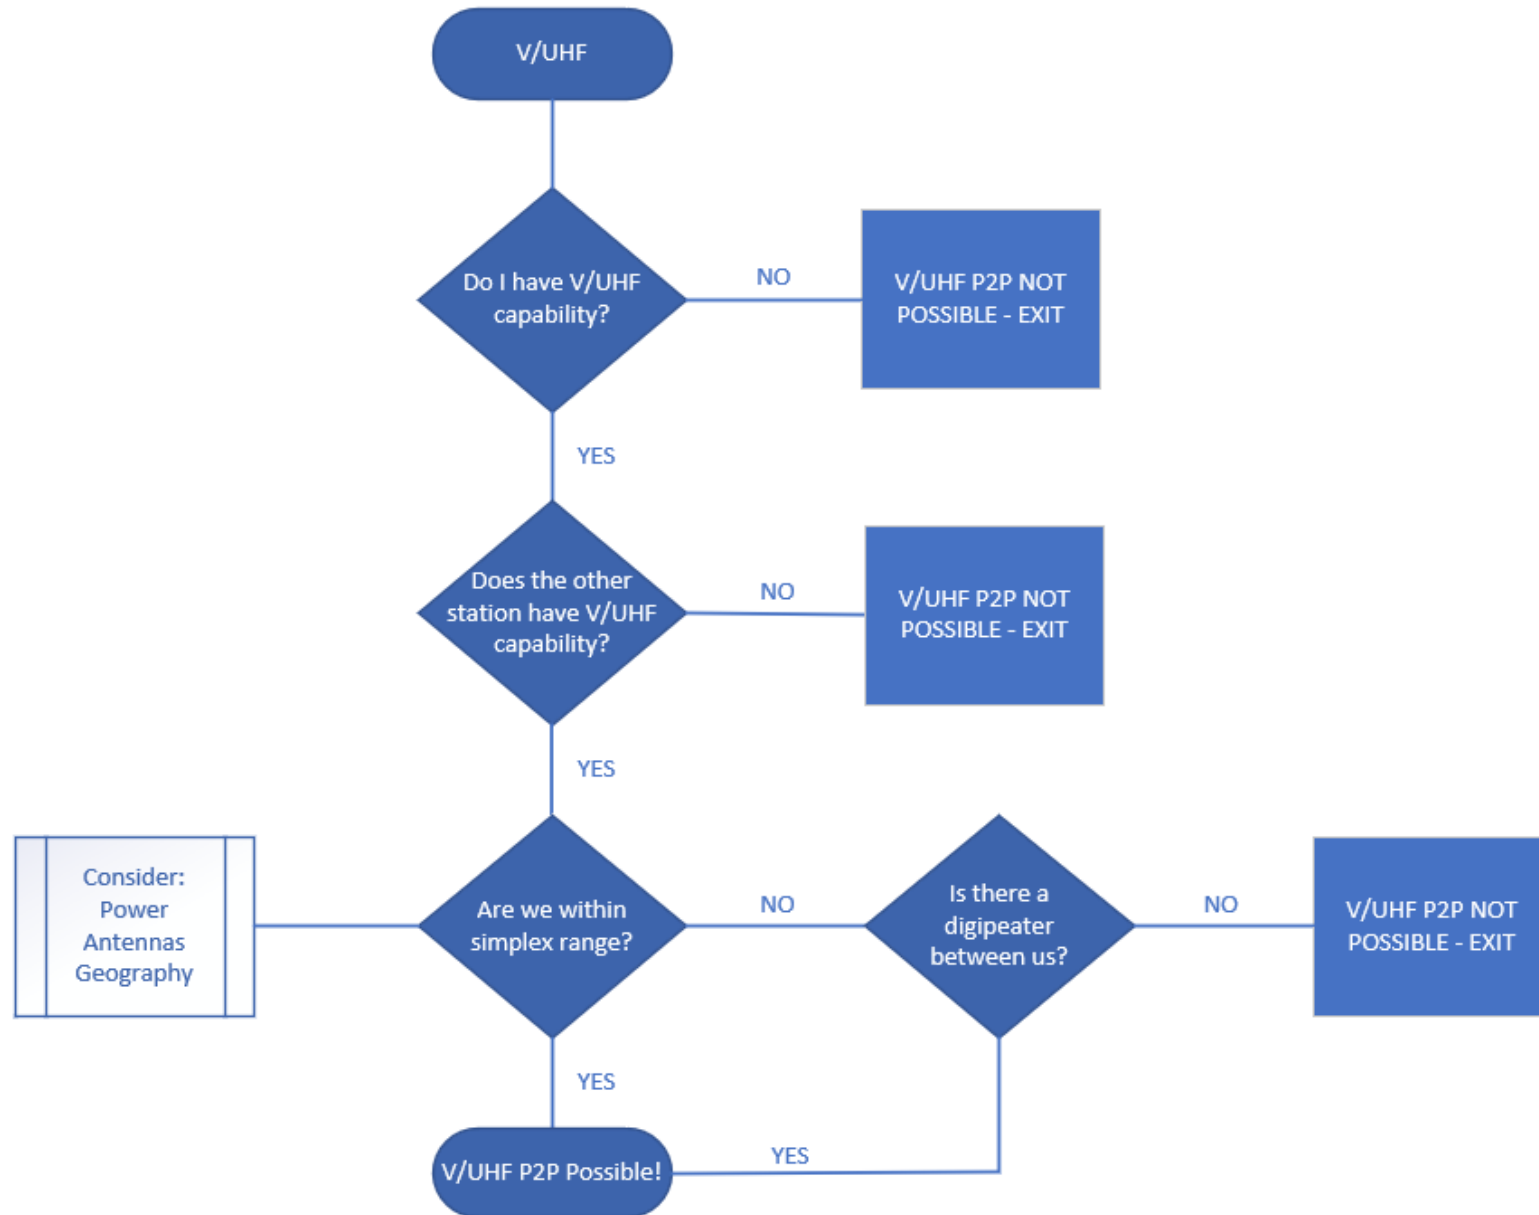 V/UHF
Do I have V/UHF
capability?
NO
V/UHF P2P NOT
POSSIBLE - EXIT
YES
Does the other
station have V/UHF
capability?
NO
V/UHF P2P NOT
POSSIBLE - EXIT
YES
Consider:
Power
Antennas
Geography
Are we within
simplex range?
NO
Is there a
digipeater
between us?
NO
V/UHF P2P NOT
POSSIBLE - EXIT
YES
V/UHF P2P Possible!
YES